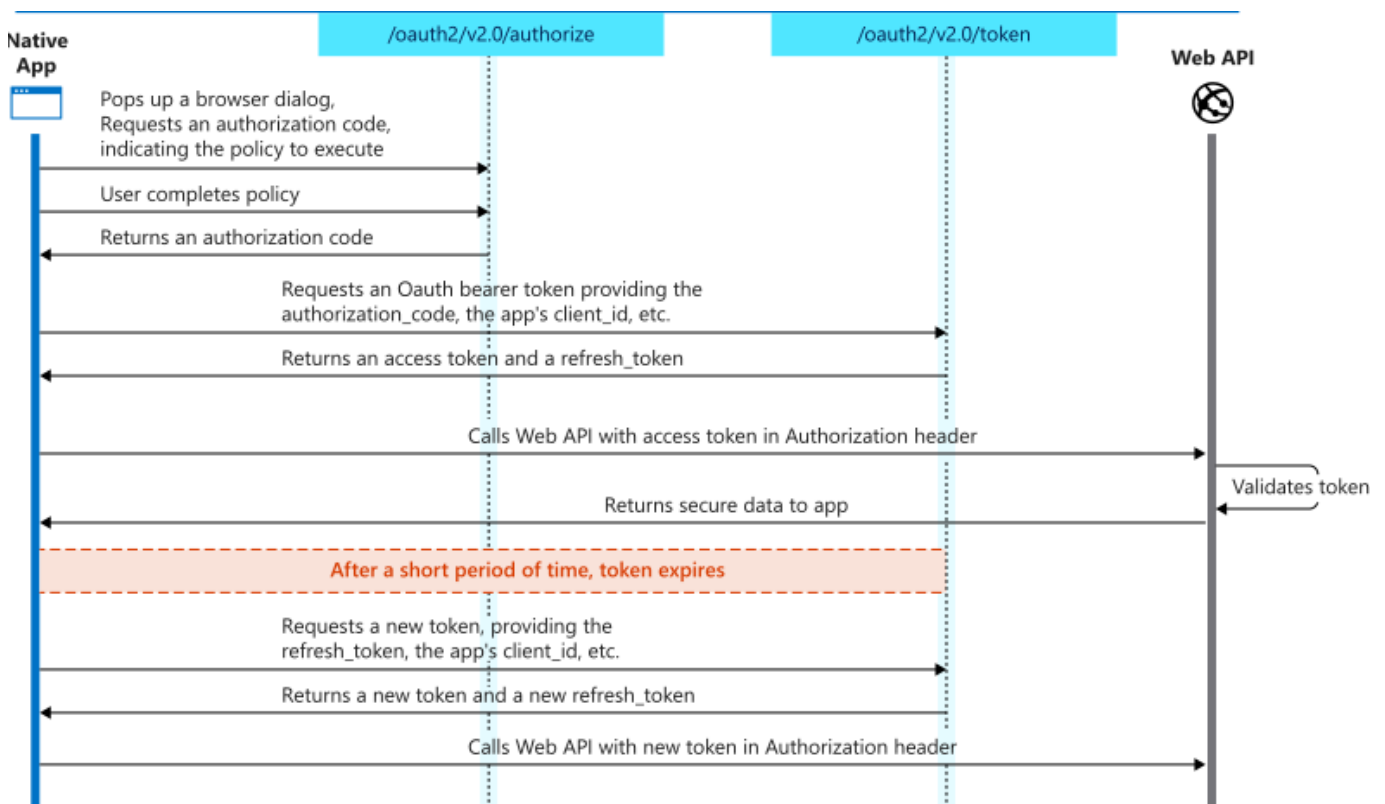 /oauth2/v2.0/authorize
/oauth2/v2.0/token
Native
App
Web API
Pops up a browser dialog,
Requests an authorization code,
indicating the policy to execute
User completes policy
Returns an authorization code
Requests an Oauth bearer token providing the
authorization_code, the app's client_id, etc.
Returns an access token and a refresh_token
Calls Web API with access token in Authorization header
Validates token
Returns secure data to app
After a short period of time, token expires
Requests a new token, providing the
refresh_token, the app's client_id, etc.
Returns a new token and a new refresh_token
Calls Web API with new token in Authorization header